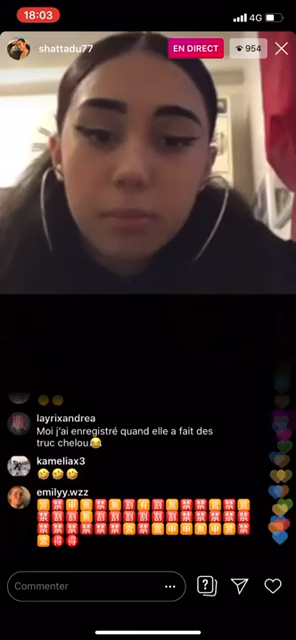 18:03
4G
shattadu77
EN DIRECT
954
layrixandrea
Moi j'ai enregistré quand elle a fait des
truc chelou😂
kameliax3
🤣🤣🤣
emilyy.wzz
Commenter